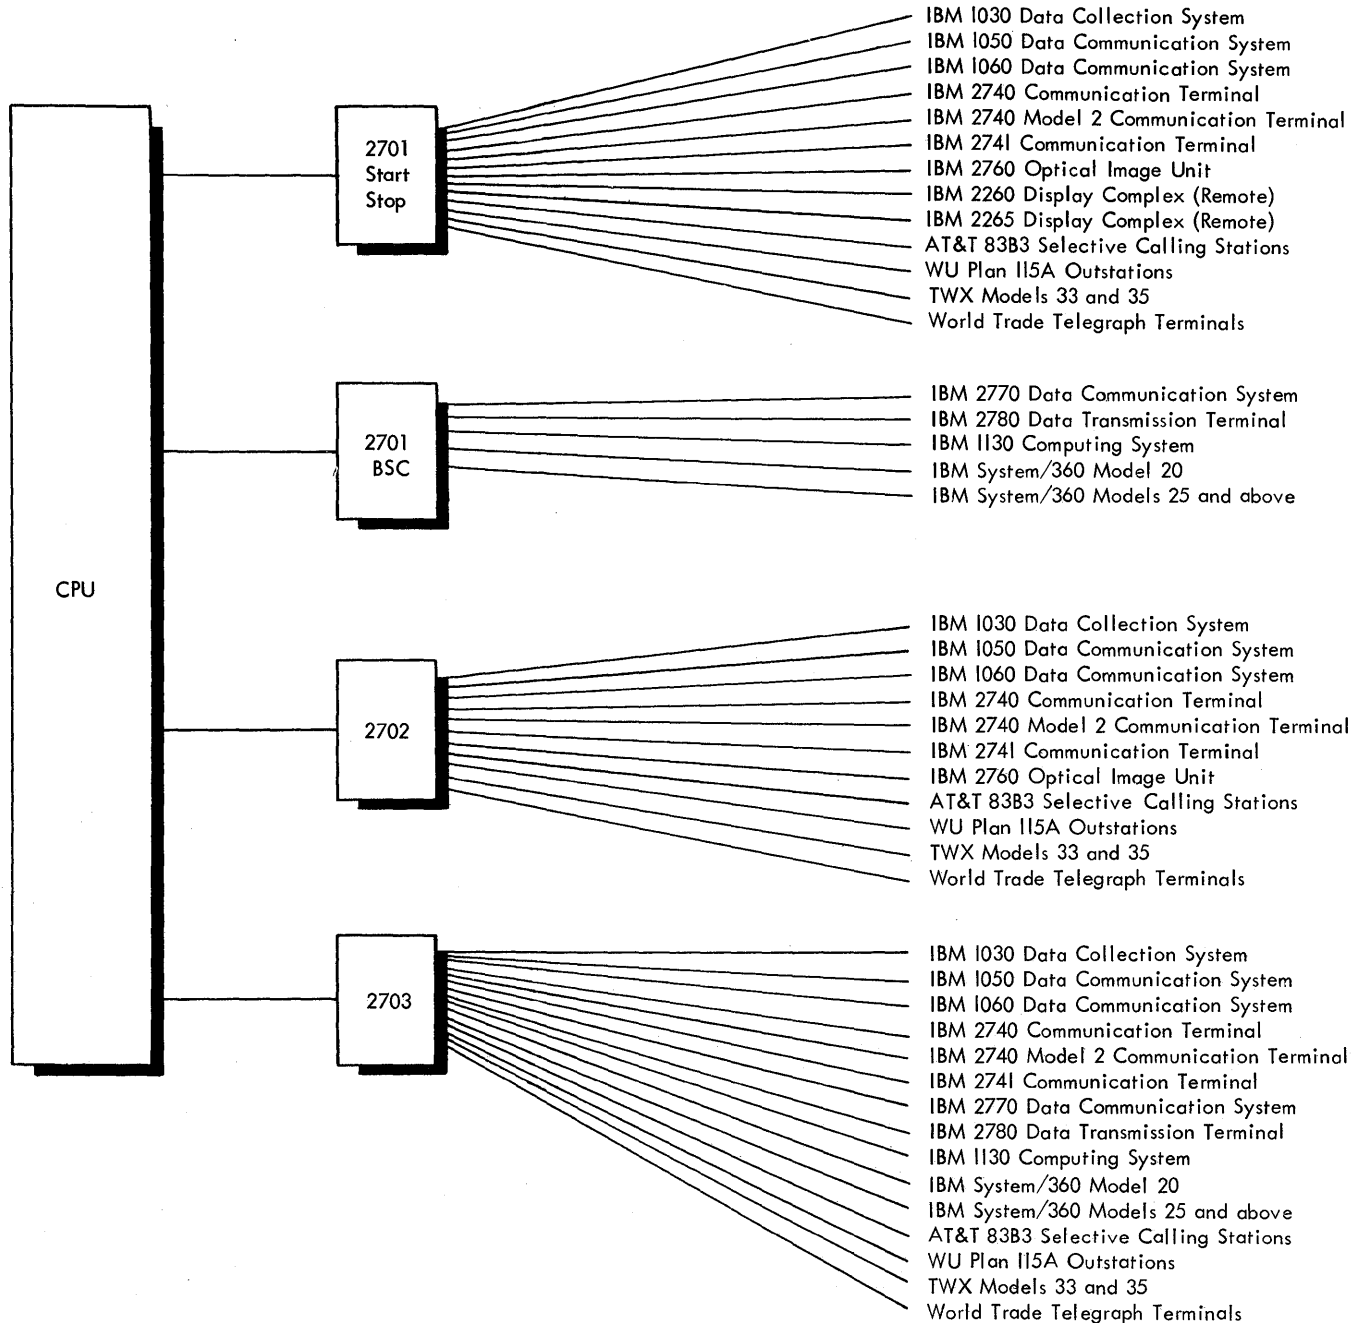 IBM 1030 Data Collection System
IBM 1050 Data Communication System
IBM 1060 Data Communication System
IBM 2740 Communication Terminal
IBM 2740 Model 2 Communication Terminal
IBM 2741 Communication Terminal
IBM 2760 Optical Image Unit
IBM 2260 Display Complex (Remote)
IBM 2265 Display Complex (Remote)
AT&T 83B3 Selective Calling Stations
WU Plan 115A Outstations
TWX Models 33 and 35
World Trade Telegraph Terminals
2701
Start
Stop
IBM 2770 Data Communication System
IBM 2780 Data Transmission Terminal
IBM 1130 Computing System
IBM System/360 Model 20
IBM System/360 Models 25 and above
2701
BSC
CPU
IBM 1030 Data Collection System
IBM 1050 Data Communication System
IBM 1060 Data Communication System
IBM 2740 Communication Terminal
IBM 2740 Model 2 Communication Terminal
IBM 2741 Communication Terminal
IBM 2760 Optical Image Unit
AT&T 83B3 Selective Calling Stations
WU Plan 115A Outstations
TWX Models 33 and 35
World Trade Telegraph Terminals
2702
IBM 1030 Data Collection System
IBM 1050 Data Communication System
IBM 1060 Data Communication System
IBM 2740 Communication Terminal
IBM 2740 Model 2 Communication Terminal
IBM 2741 Communication Terminal
IBM 2770 Data Communication System
IBM 2780 Data Transmission Terminal
IBM 1130 Computing System
IBM System/360 Model 20
IBM System/360 Models 25 and above
AT&T 83B3 Selective Calling Stations
WU Plan 115A Outstations
TWX Models 33 and 35
World Trade Telegraph Terminals
2703